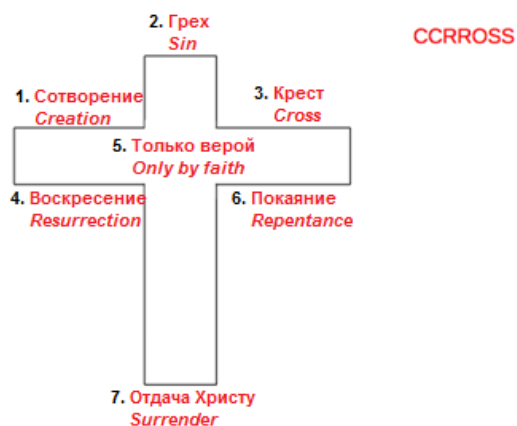 2. Грех
Sin
CCRROSS
1. Сотворение
Creation
3. Крест
Cross
5. Только верой
Only by faith
4. Воскресение
Resurrection
6. Покаяние
Repentance
7. Отдача Христу
Surrender